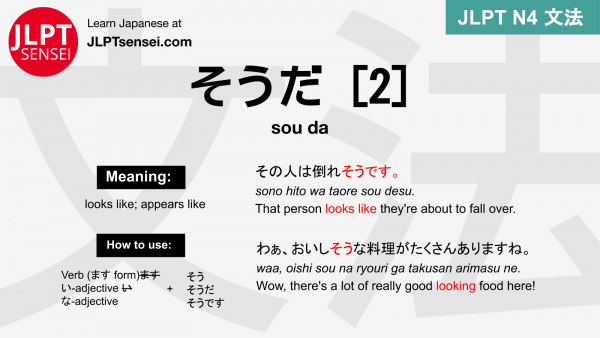 JLPT
SENSEI
Learn Japanese at
JLPTsensei.com
JLPT N4 文法
文法
そうだ [2]
sou da
Meaning:
looks like; appears like
How to use:
Verb (ます form)ます
い-adjective い
な-adjective
+
そう
そうだ
そうです
その人は倒れそうです。
sono hito wa taore sou desu.
That person looks like they're about to fall over.
わぁ、おいしそうな料理がたくさんありますね。
waa, oishi sou na ryouri ga takusan arimasu ne.
Wow, there's a lot of really good looking food here!